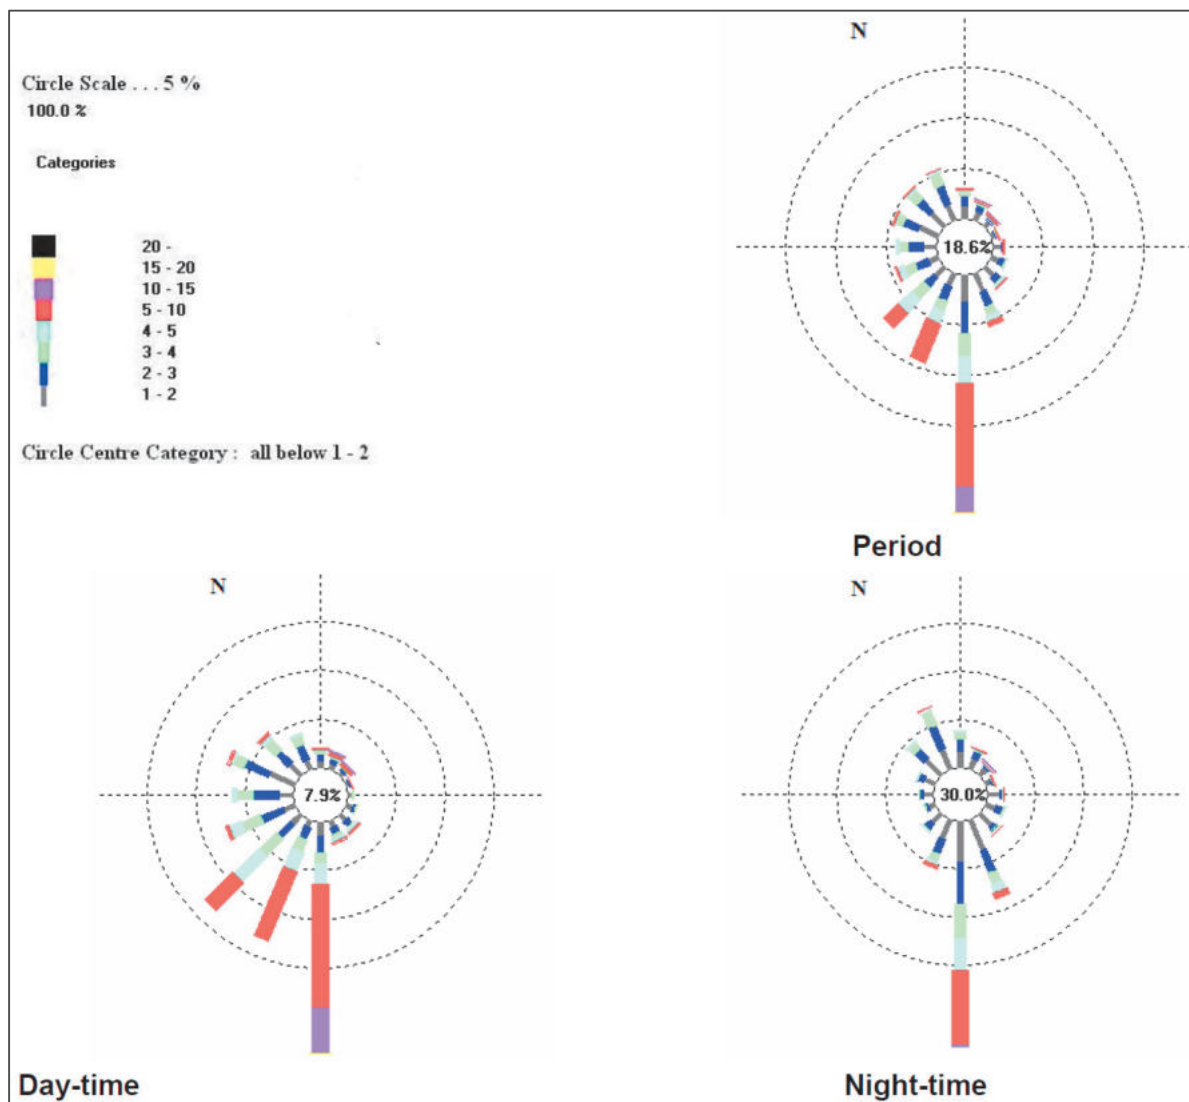 N
Circle Scale . . . 5 %
100.0 %
Categories
20 -
15 - 20
10 - 15
5 - 10
4 - 5
3 - 4
2 - 3
1 - 2
Circle Centre Category : all below 1 - 2
18.6%
Period
N
7.9%
Day-time
N
30.0%
Night-time